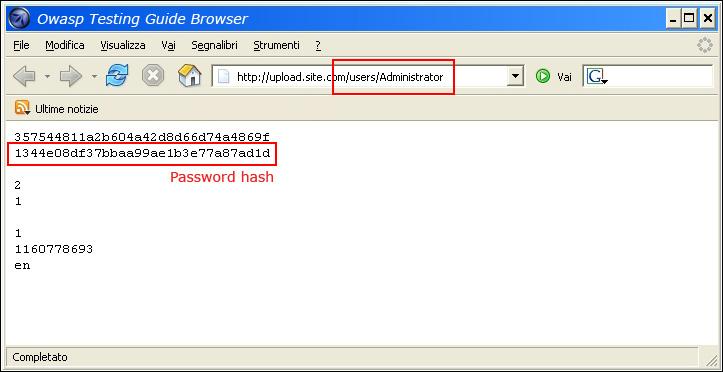 Owasp Testing Guide Browser
File Modifica Visualizza Vai Segnalibri Strumenti ?
http://upload.site.com/users/Administrator Vai G
Ultime notizie
357544811a2b604a42d8d66d74a4869f
1344e08df37bbaa99ae1b3e77a87ad1d
Password hash
2
1
1
1160778693
en
Completato